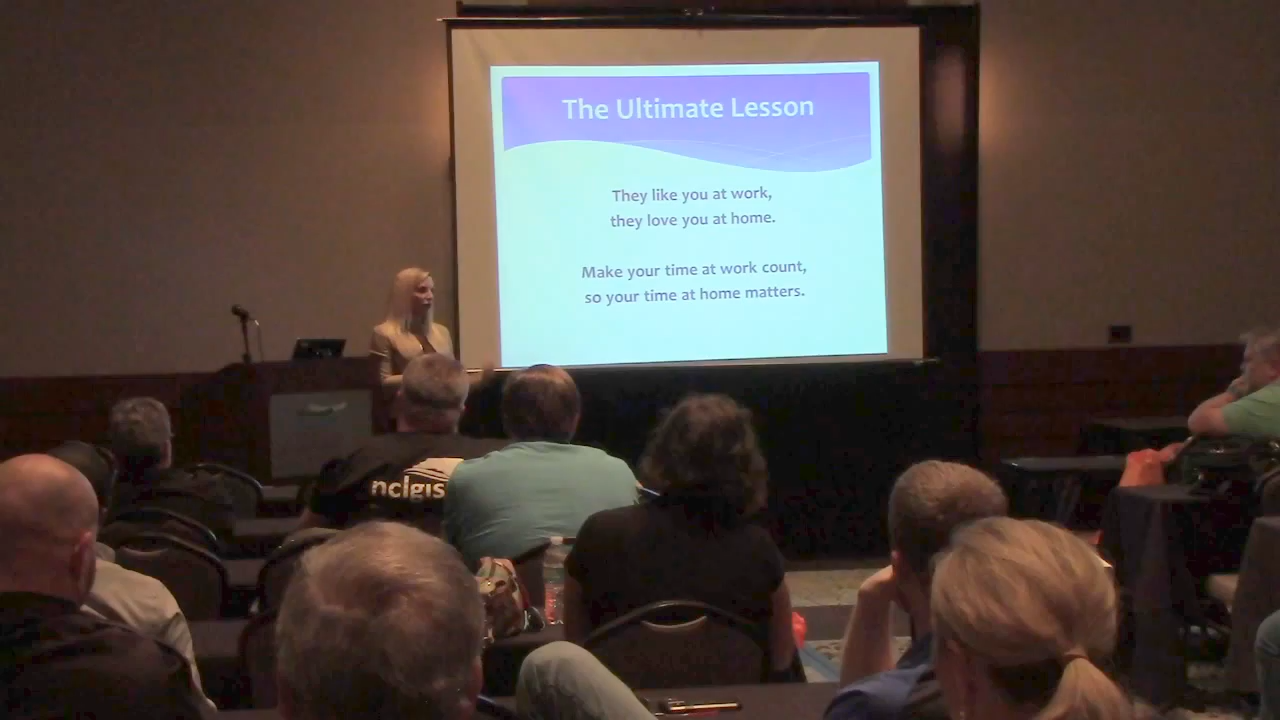 The Ultimate Lesson
They like you at work,
they love you at home.
Make your time at work count,
so your time at home matters.
nclgis